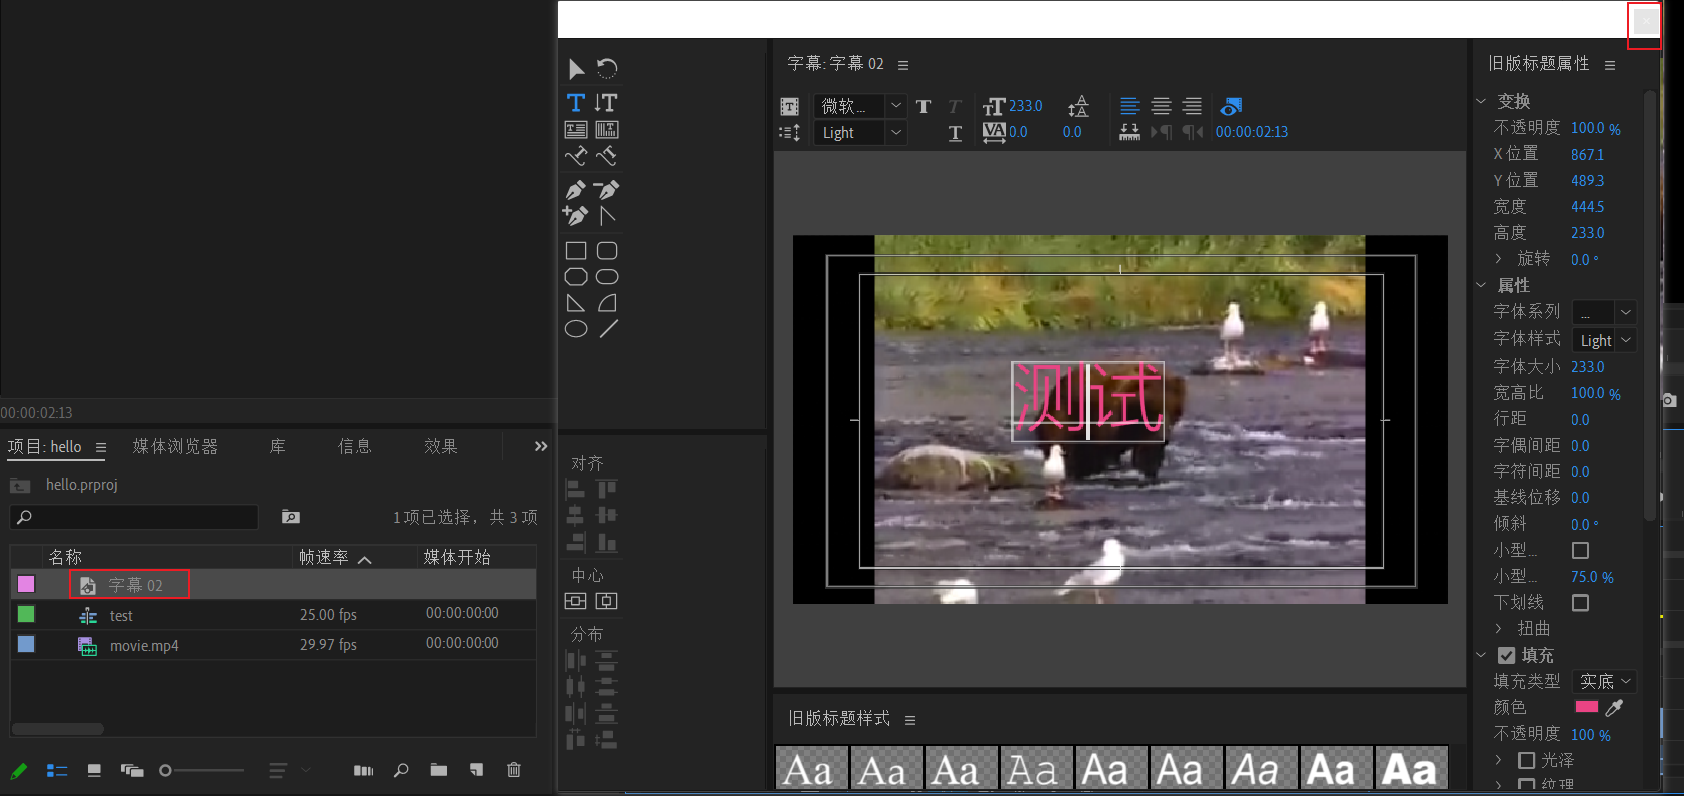 字幕: 字幕 02
旧版标题属性
微软...
233.0
Light
0.0
0.0
00:00:02:13
变换
不透明度 100.0 %
X 位置 867.1
Y 位置 489.3
宽度 444.5
高度 233.0
旋转 0.0 °
属性
字体系列 ...
字体样式 Light
字体大小 233.0
宽高比 100.0 %
行距 0.0
字偶间距 0.0
字符间距 0.0
基线位移 0.0
倾斜 0.0 °
小型...
小型... 75.0 %
下划线
扭曲
填充
填充类型 实底
颜色
不透明度 100 %
光泽
纹理
测试
00:00:02:13
项目: hello
媒体浏览器
库
信息
效果
hello.prproj
1 项已选择，共 3 项
名称 帧速率 媒体开始
字幕 02
test 25.00 fps 00:00:00:00
movie.mp4 29.97 fps 00:00:00:00
对齐
中心
分布
旧版标题样式
Aa Aa Aa Aa Aa Aa Aa Aa Aa